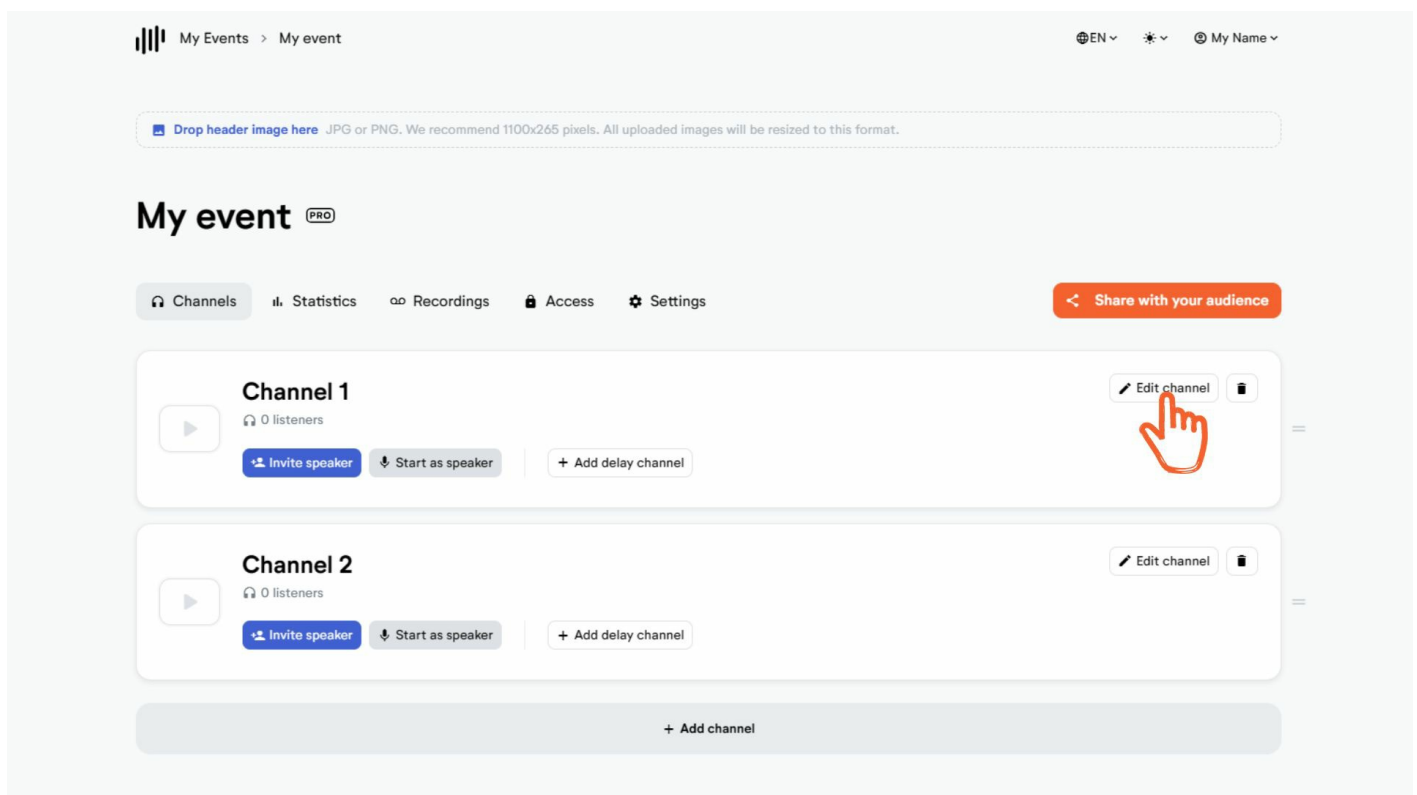 My Events > My event
EN
My Name
Drop header image here JPG or PNG. We recommend 1100x265 pixels. All uploaded images will be resized to this format.
My event PRO
Channels Statistics Recordings Access Settings
Share with your audience
Channel 1
Edit channel
0 listeners
Invite speaker Start as speaker + Add delay channel
Channel 2
Edit channel
0 listeners
Invite speaker Start as speaker + Add delay channel
+ Add channel